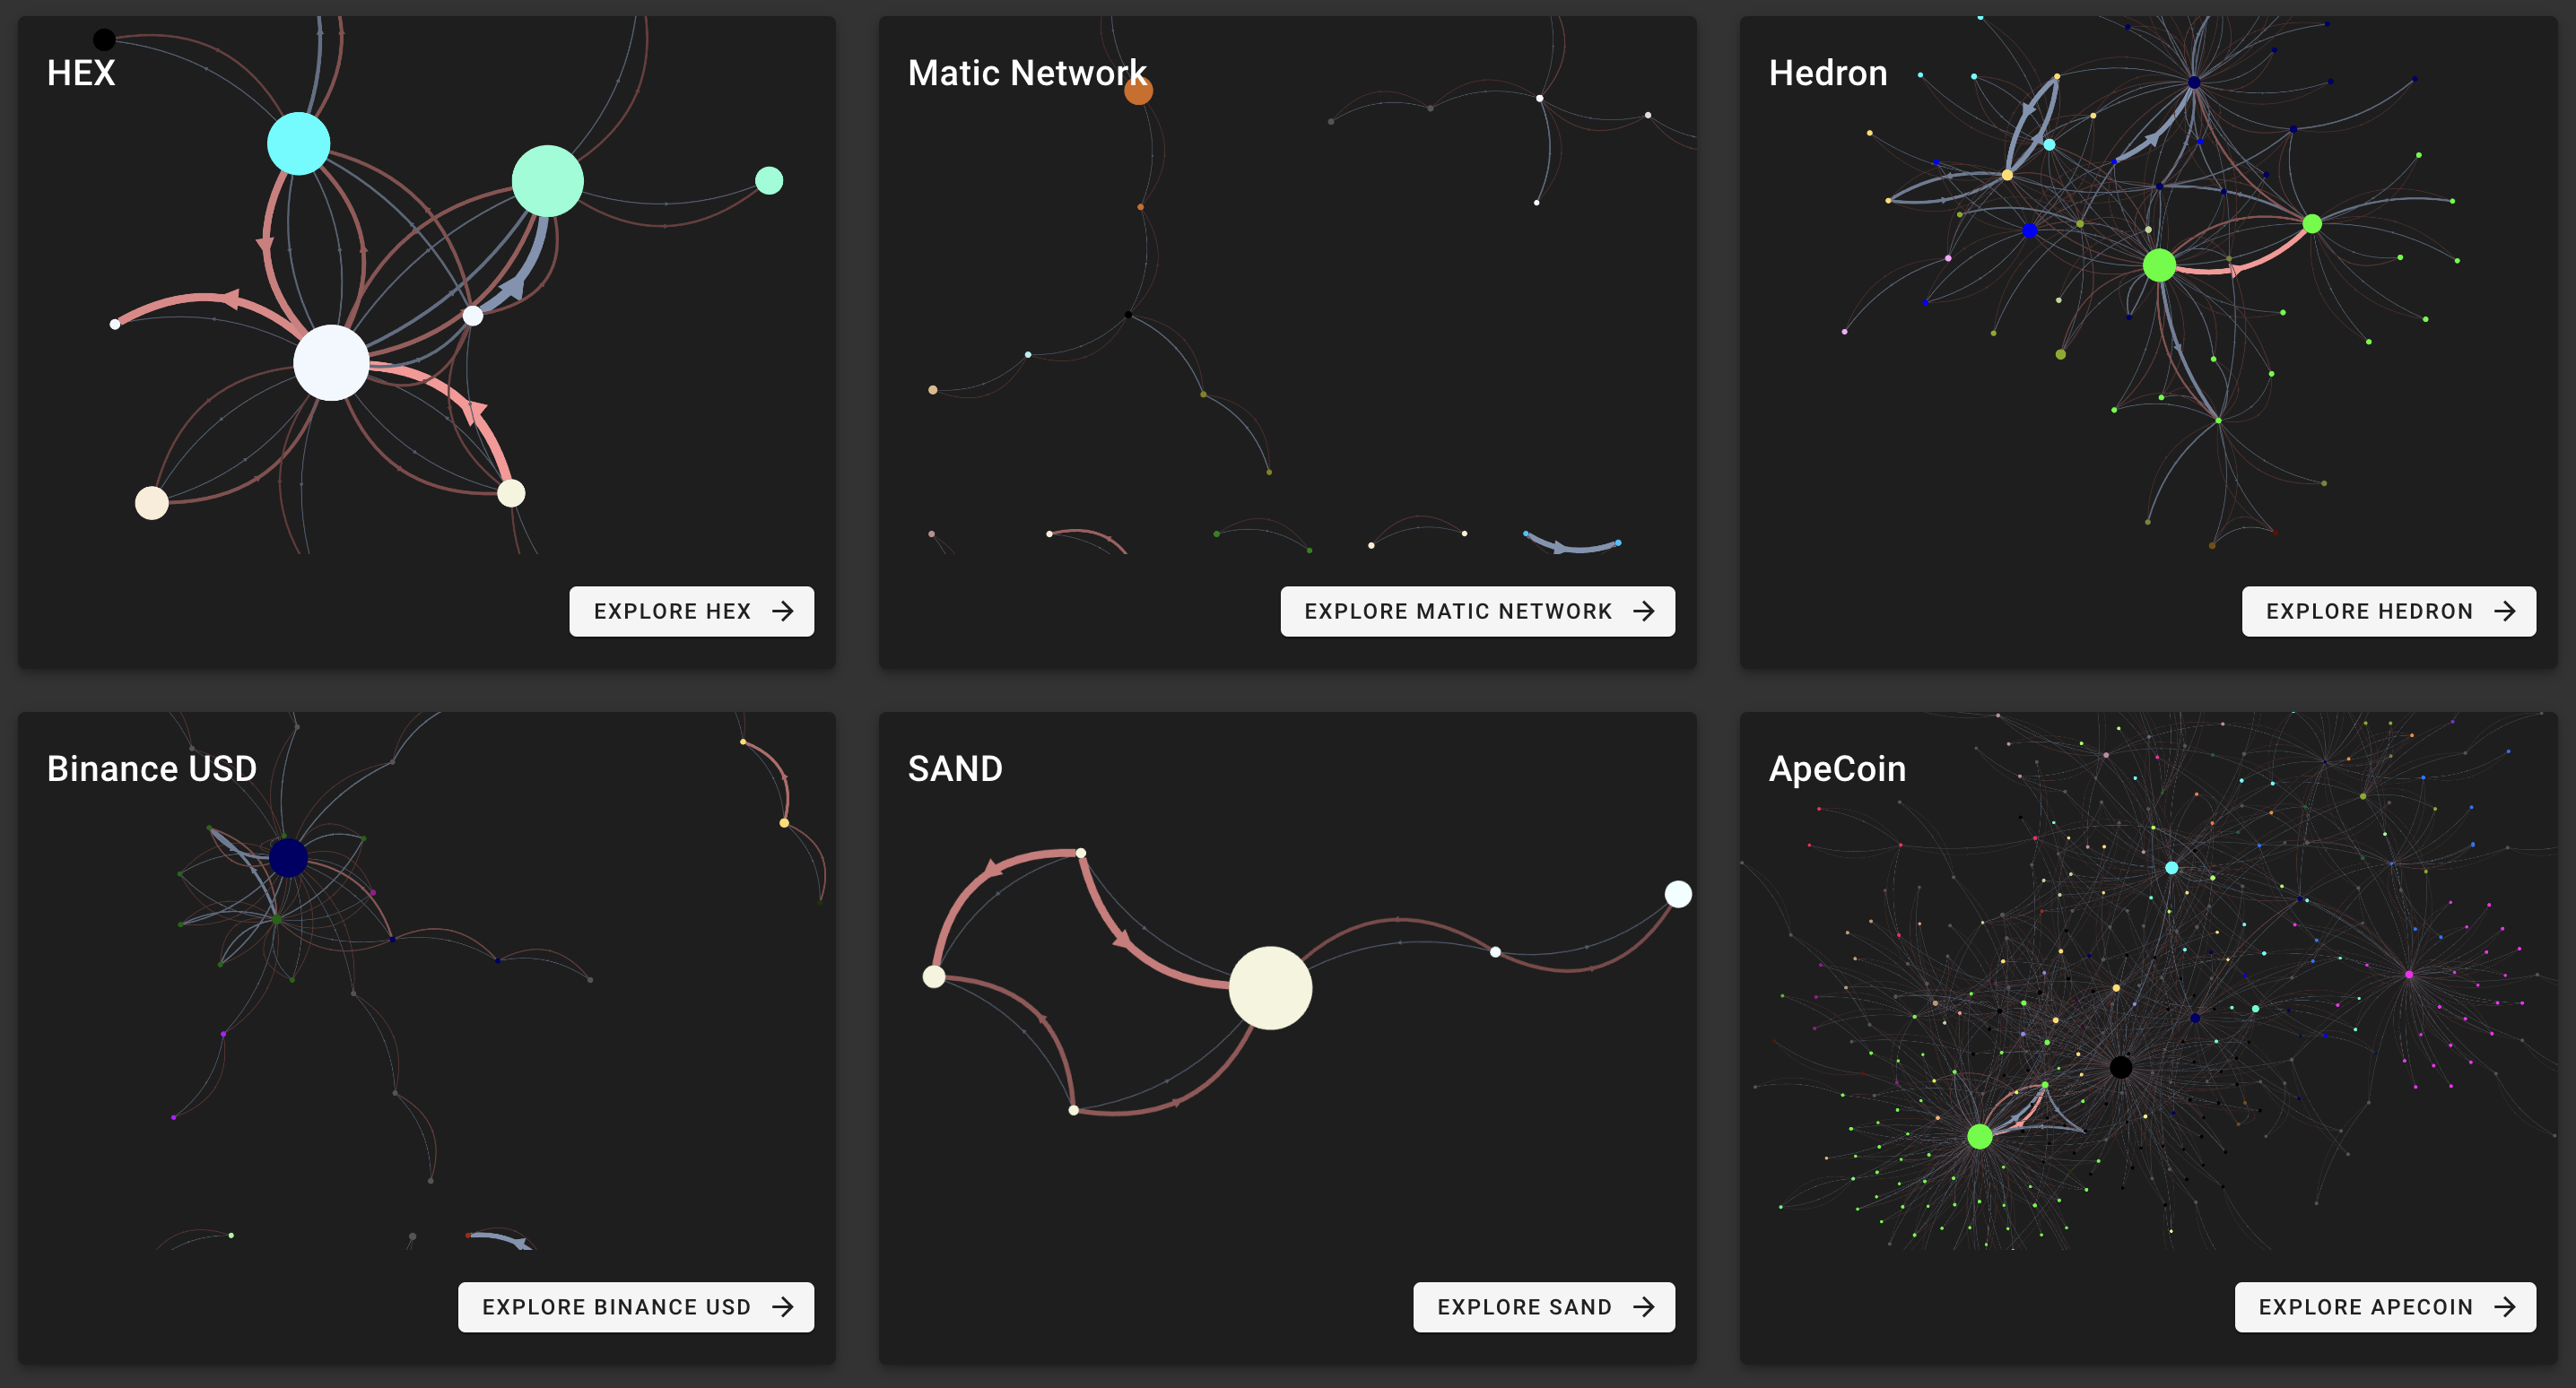 HEX
Matic Network
Hedron
EXPLORE HEX
EXPLORE MATIC NETWORK
EXPLORE HEDRON
Binance USD
SAND
ApeCoin
EXPLORE BINANCE USD
EXPLORE SAND
EXPLORE APECOIN